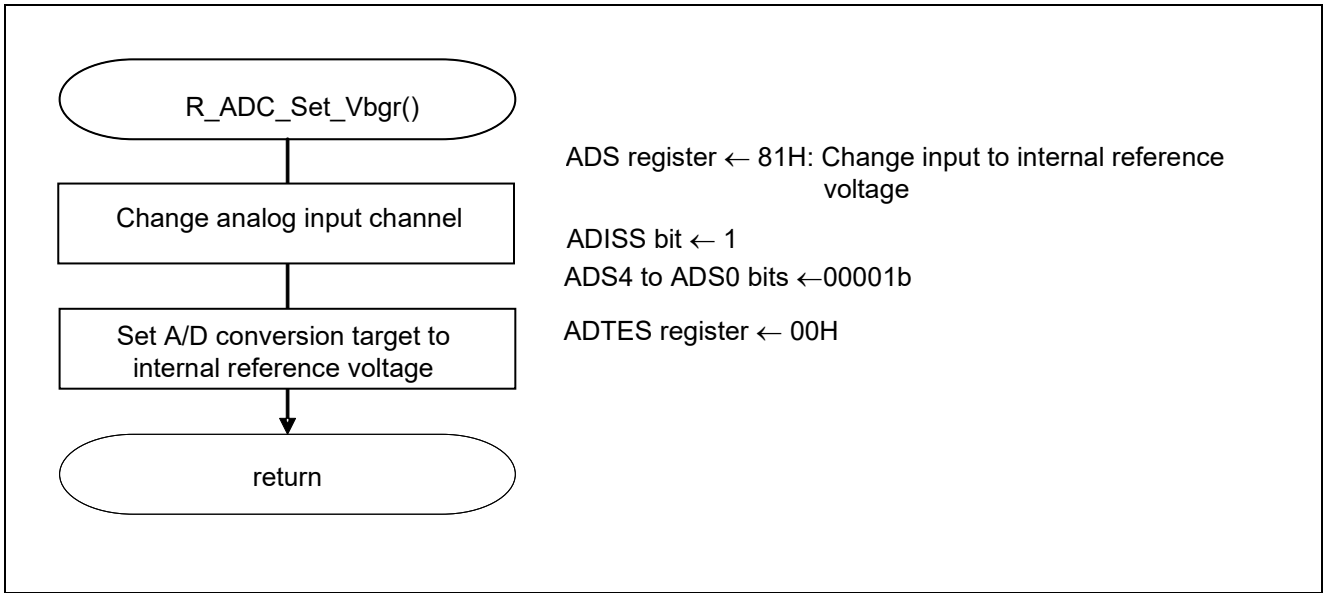 R_ADC_Set_Vbgr()
ADS register ← 81H: Change input to internal reference
voltage
Change analog input channel
ADISS bit ← 1
ADS4 to ADS0 bits ←00001b
Set A/D conversion target to
internal reference voltage
ADTES register ← 00H
return